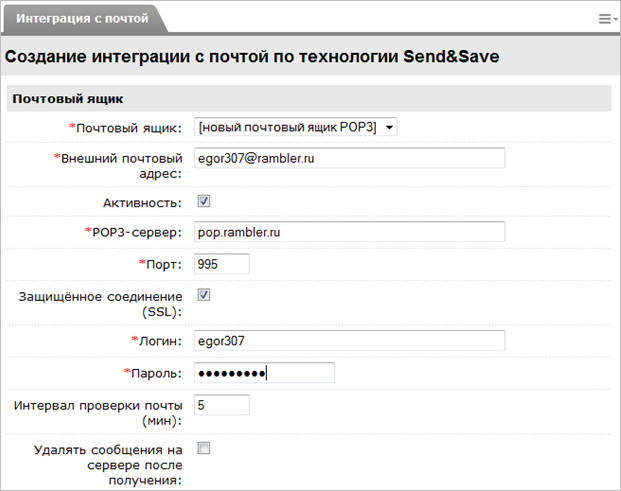 Интеграция с почтой
Создание интеграции с почтой по технологии Send&Save
Почтовый ящик
*Почтовый ящик: [новый почтовый ящик POP3]
*Внешний почтовый
адрес: egor307@rambler.ru
Активность:
*POP3-сервер: pop.rambler.ru
*Порт: 995
Защищённое соединение
(SSL):
*Логин: egor307
*Пароль: ●●●●●●●●●
Интервал проверки почты
(мин): 5
Удалять сообщения на
сервере после
получения: